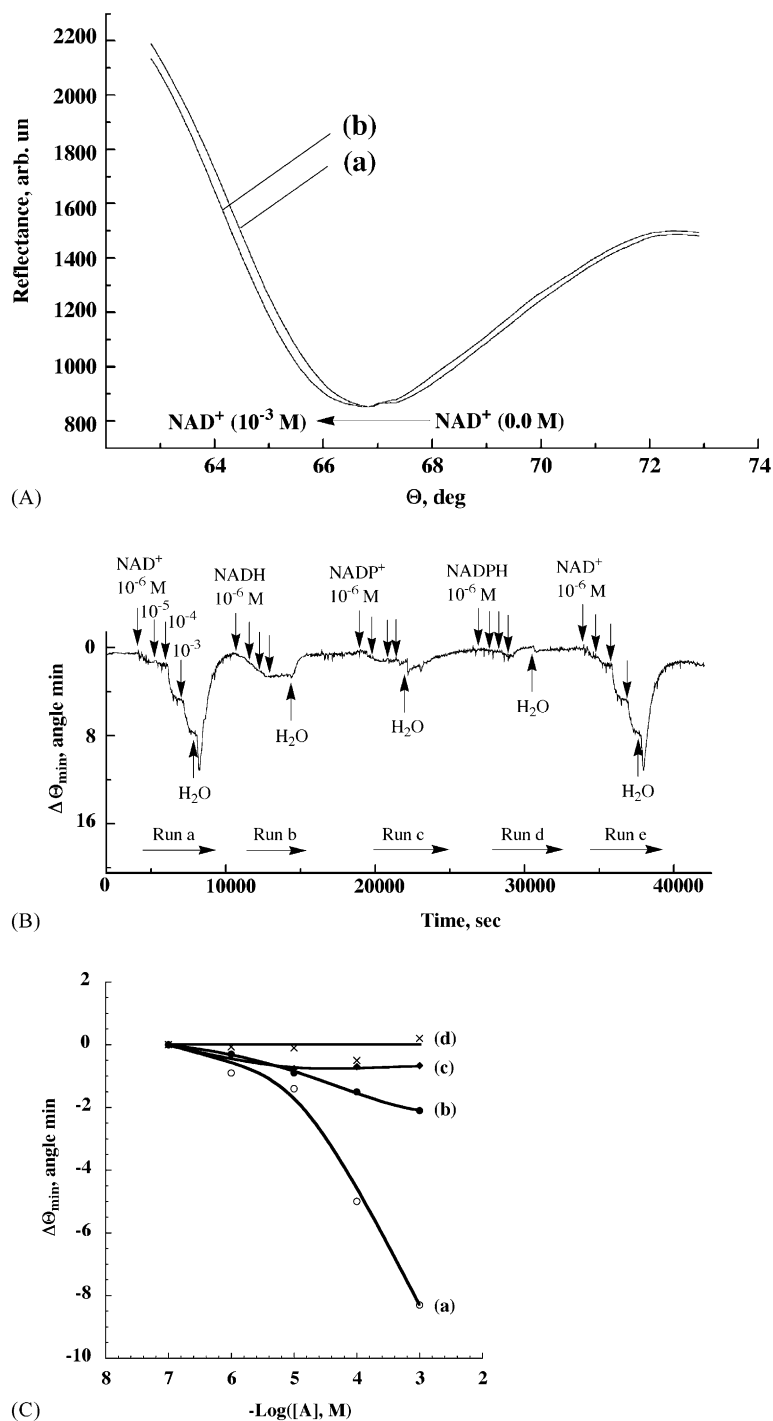 2200
2000
1800
1600
1400
1200
1000
800
Reflectance, arb. un
(b)
(a)
NAD+ (10-3 M)
NAD+ (0.0 M)
64 66 68 70 72 74
(A)
Θ, deg
NAD+
10-6 M
10-5
10-4
10-3
NADH
10-6 M
NADP+
10-6 M
NADPH
10-6 M
NAD+
10-6 M
0
8
16
ΔΘmin, angle min
H2O
H2O
H2O
H2O
H2O
Run a
Run b
Run c
Run d
Run e
0 10000 20000 30000 40000
(B)
Time, sec
2
0
-2
-4
-6
-8
-10
ΔΘmin, angle min
(d)
(c)
(b)
(a)
8 7 6 5 4 3 2
(C)
-Log([A], M)